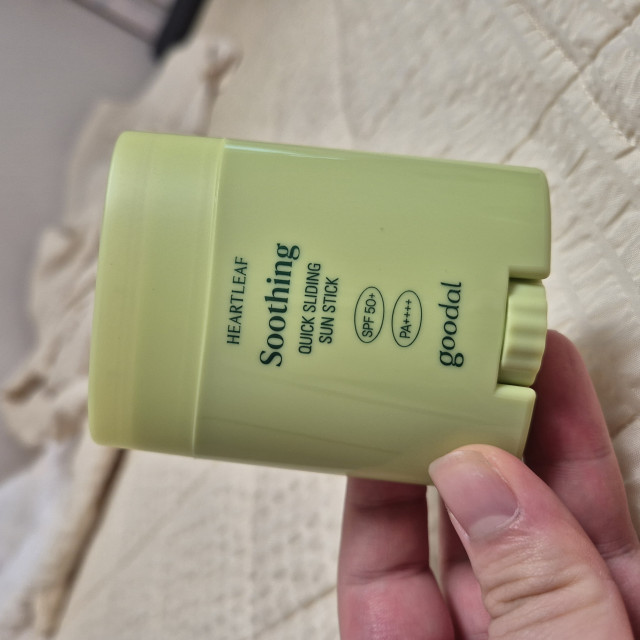 HEARTLEAF
Soothing
QUICK SLIDING
SUN STICK
SPF 50+
PA++++
goodal